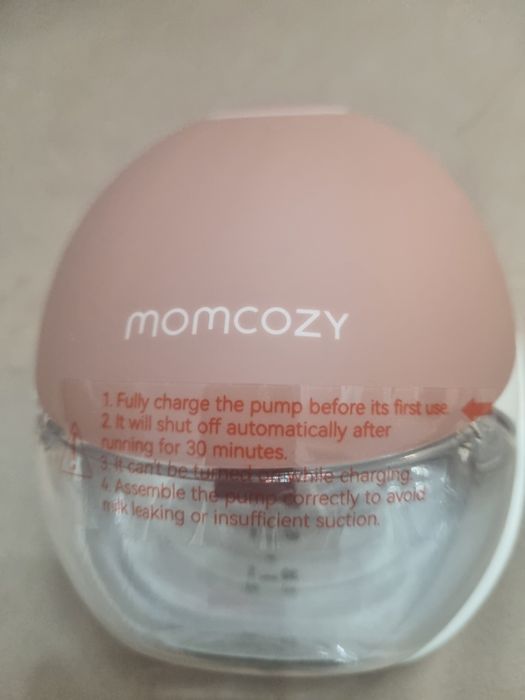 momcozy
1. Fully charge the pump before its first use.
2. It will shut off automatically after
running for 30 minutes.
3. It can't be turned on while charging.
4. Assemble the pump correctly to avoid
milk leaking or insufficient suction.